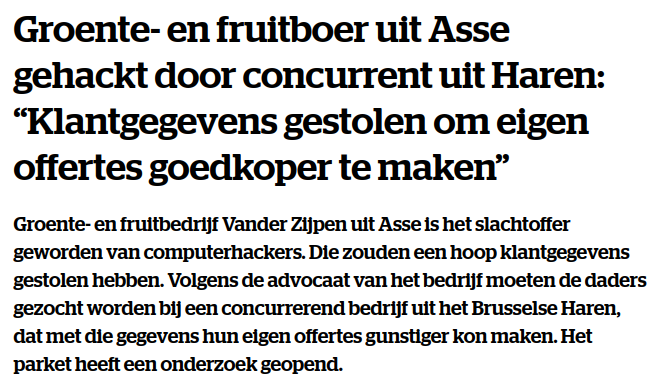 Groente- en fruitboer uit Asse
gehackt door concurrent uit Haren:
“Klantgegevens gestolen om eigen
offertes goedkoper te maken”
Groente- en fruitbedrijf Vander Zijpen uit Asse is het slachtoffer
geworden van computerhackers. Die zouden een hoop klantgegevens
gestolen hebben. Volgens de advocaat van het bedrijf moeten de daders
gezocht worden bij een concurrerend bedrijf uit het Brusselse Haren,
dat met die gegevens hun eigen offertes gunstiger kon maken. Het
parket heeft een onderzoek geopend.